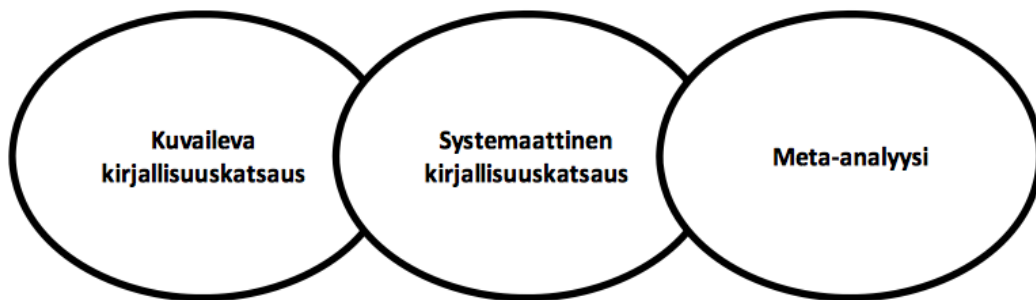 Kuvaileva
kirjallisuuskatsaus
Systemaattinen
kirjallisuuskatsaus
Meta-analyysi